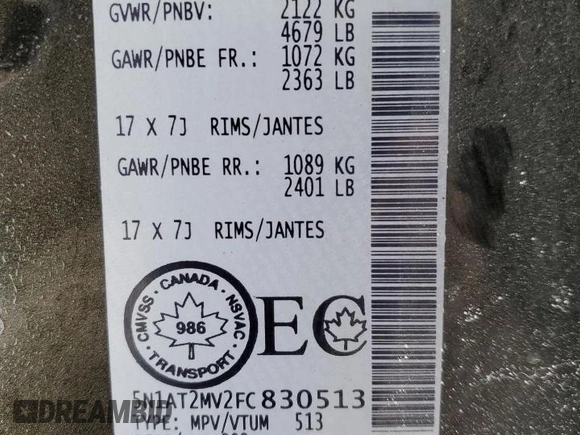 GVWR/PNBV: 2122 KG
4679 LB
GAWR/PNBE FR.: 1072 KG
2363 LB
17 X 7J RIMS/JANTES
GAWR/PNBE RR.: 1089 KG
2401 LB
17 X 7J RIMS/JANTES
CANADA
CMVSS · NSVAC
986
TRANSPORT
EC
5N1AT2MV2FC830513
TYPE: MPV/VTUM 513
DREAMBID